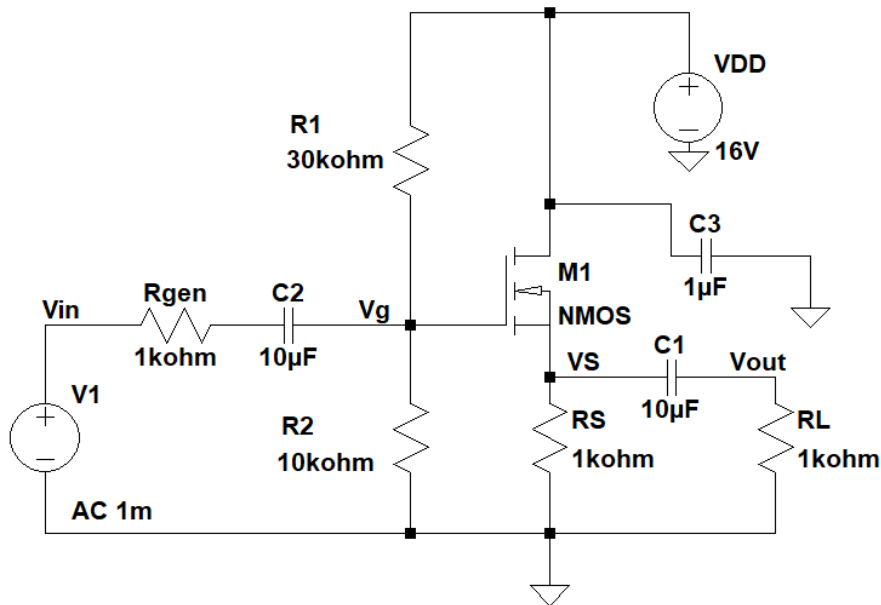 VDD
+
−
16V
R1
30kohm
C3
1µF
M1
NMOS
Vin
Rgen
1kohm
C2
10µF
Vg
VS
C1
10µF
Vout
V1
+
−
AC 1m
R2
10kohm
RS
1kohm
RL
1kohm